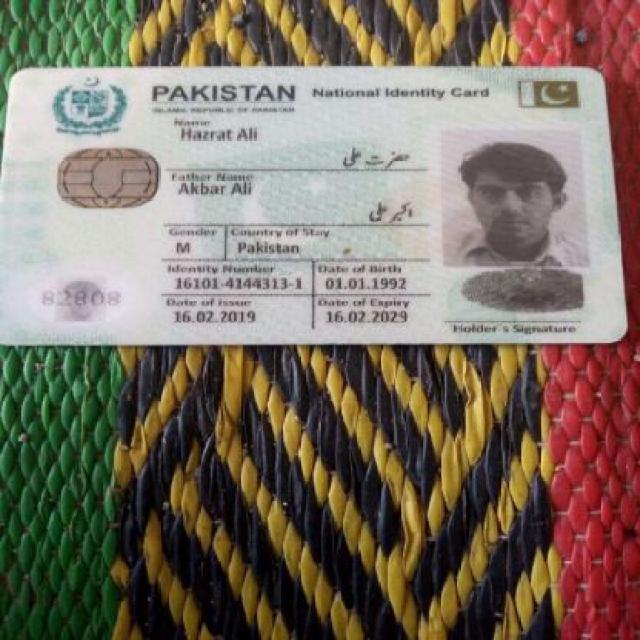 PAKISTAN National Identity Card
ISLAMIC REPUBLIC OF PAKISTAN
Name
Hazrat Ali
حضرت علی
Father Name
Akbar Ali
اکبر علی
Gender Country of Stay
M Pakistan
Identity Number Date of Birth
16101-4144313-1 01.01.1992
Date of Issue Date of Expiry
16.02.2019 16.02.2029
82808
Holder's Signature